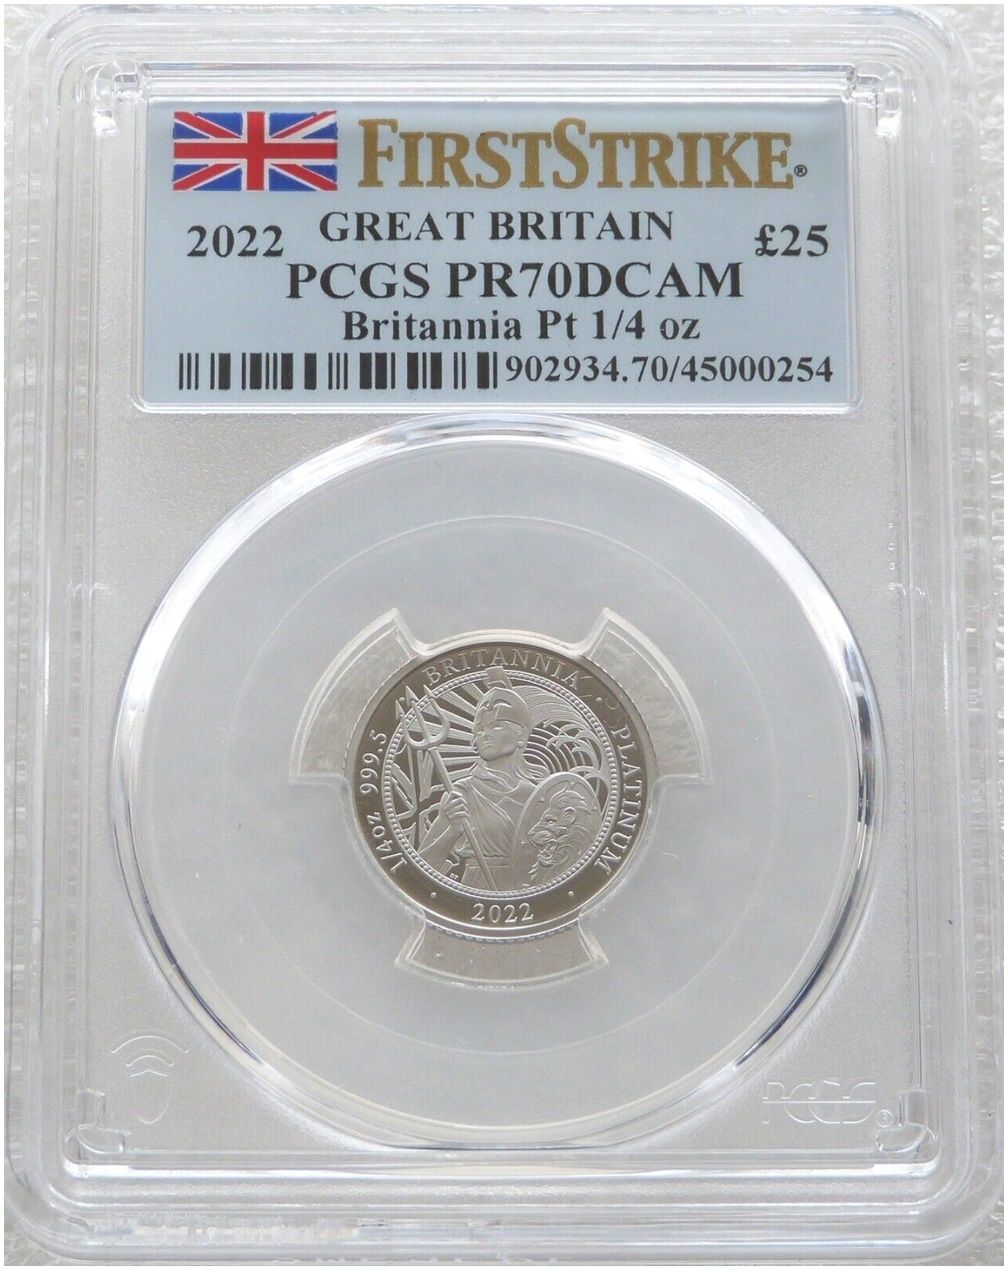 FIRSTSTRIKE®
GREAT BRITAIN
2022 £25
PCGS PR70DCAM
Britannia Pt 1/4 oz
902934.70/45000254
1/4oz 999.5 BRITANNIA PLATINUM
DT
· 2022 ·
PCGS®